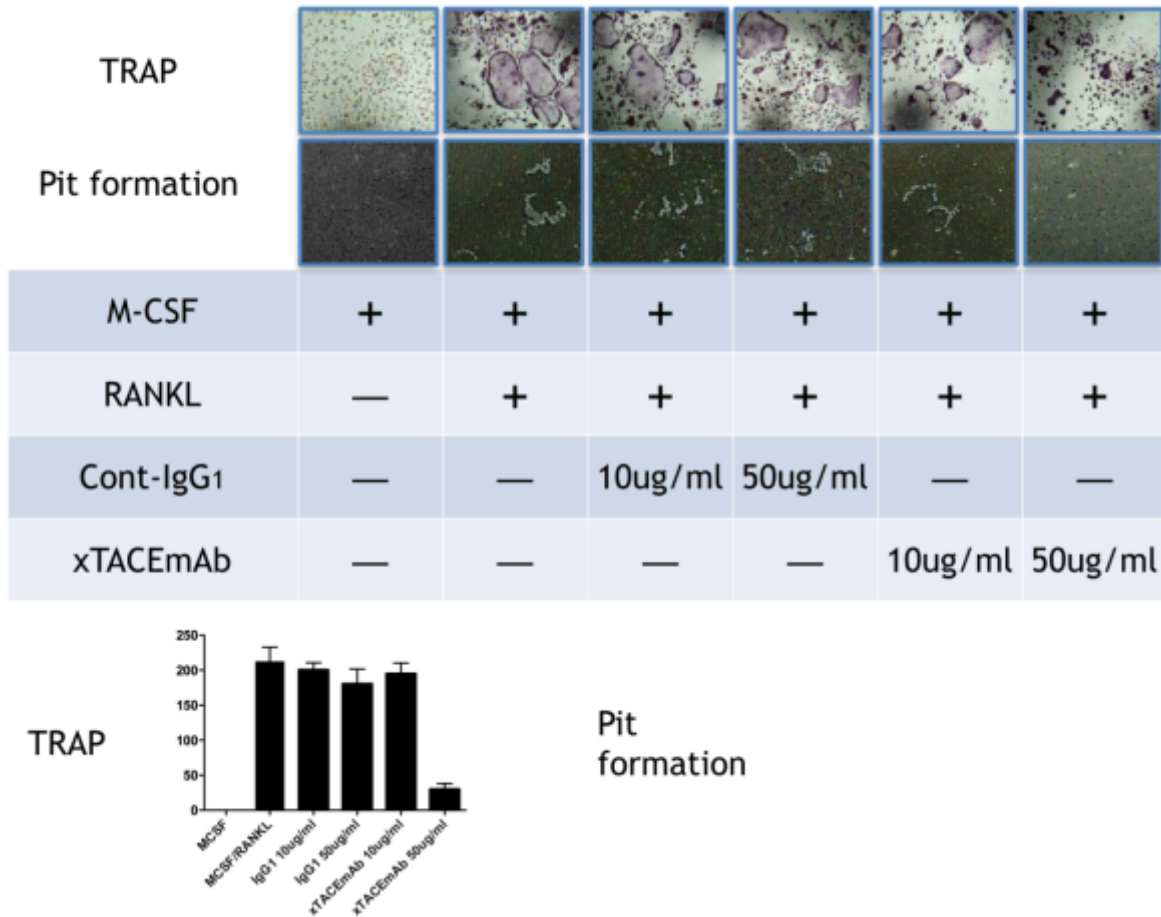 TRAP
Pit formation
M-CSF + + + + + +
RANKL — + + + + +
Cont-IgG1 — — 10ug/ml 50ug/ml — —
xTACEmAb — — — — 10ug/ml 50ug/ml
TRAP
250
200
150
100
50
0
MCSF
MCSF/RANKL
IgG1 10ug/ml
IgG1 50ug/ml
xTACEmAb 10ug/ml
xTACEmAb 50ug/ml
Pit
formation